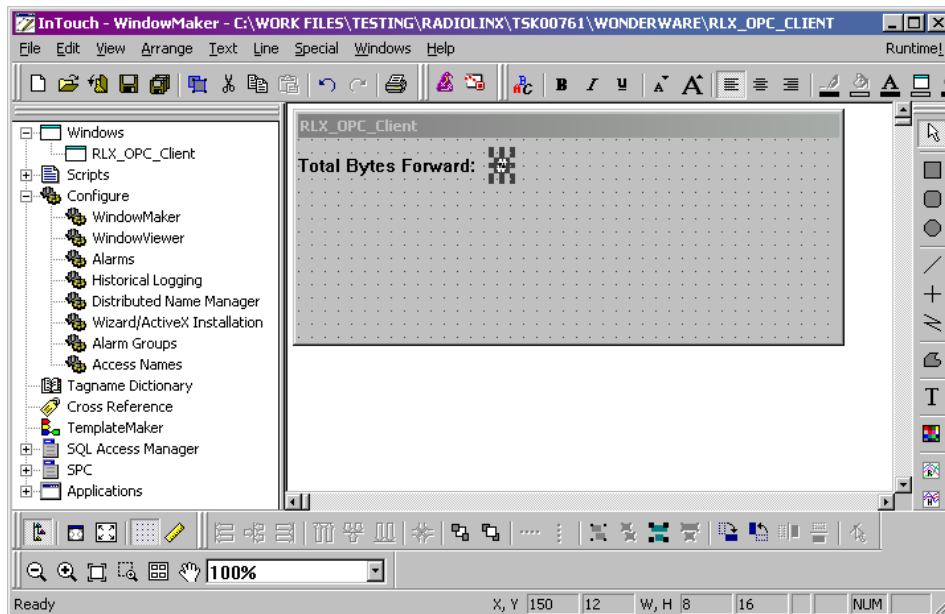 InTouch - WindowMaker - C:\WORK FILES\TESTING\RADIOLINX\TSK00761\WONDERWARE\RLX_OPC_CLIENT
File Edit View Arrange Text Line Special Windows Help Runtime!
RLX_OPC_Client
Total Bytes Forward:
Windows
RLX_OPC_Client
Scripts
Configure
WindowMaker
WindowViewer
Alarms
Historical Logging
Distributed Name Manager
Wizard/ActiveX Installation
Alarm Groups
Access Names
Tagname Dictionary
Cross Reference
TemplateMaker
SQL Access Manager
SPC
Applications
100%
Ready X, Y 150 12 W, H 8 16 NUM